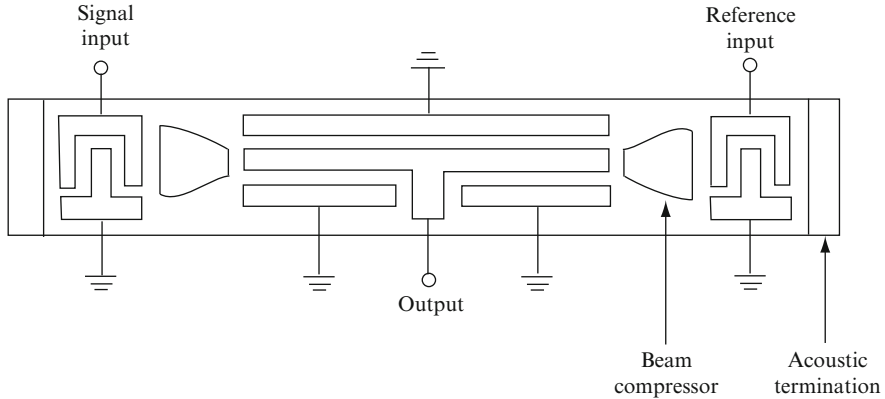 Signal
input
Reference
input
Output
Beam
compressor
Acoustic
termination